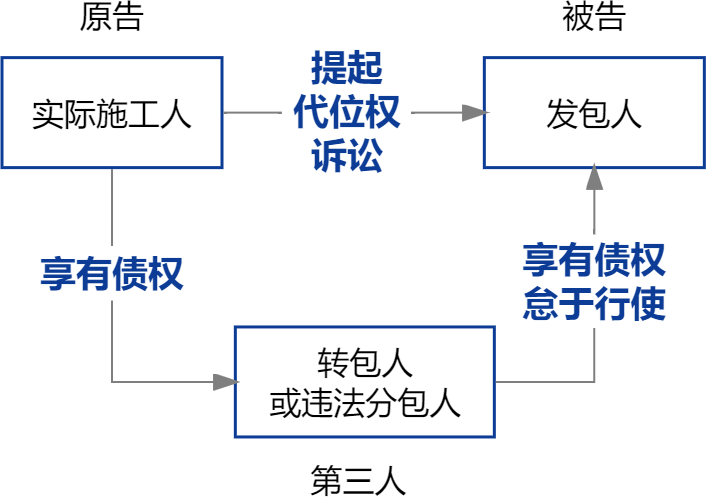 原告
被告
实际施工人
提起
代位权
诉讼
发包人
享有债权
享有债权
怠于行使
转包人
或违法分包人
第三人